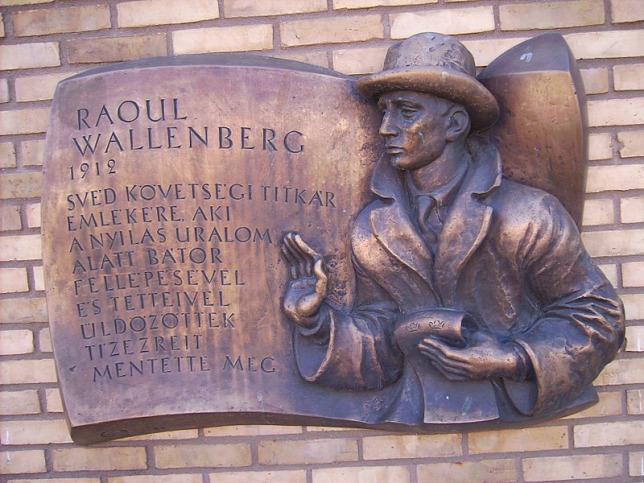 RAOUL
WALLENBERG
1912
SVÉD KÖVETSÉGI TITKÁR
EMLÉKÉRE, AKI
A NYILAS URALOM
ALATT BÁTOR
FELLÉPÉSÉVEL
ÉS TETTEIVEL
ÜLDÖZÖTTEK
TÍZEZREIT
MENTETTE MEG.